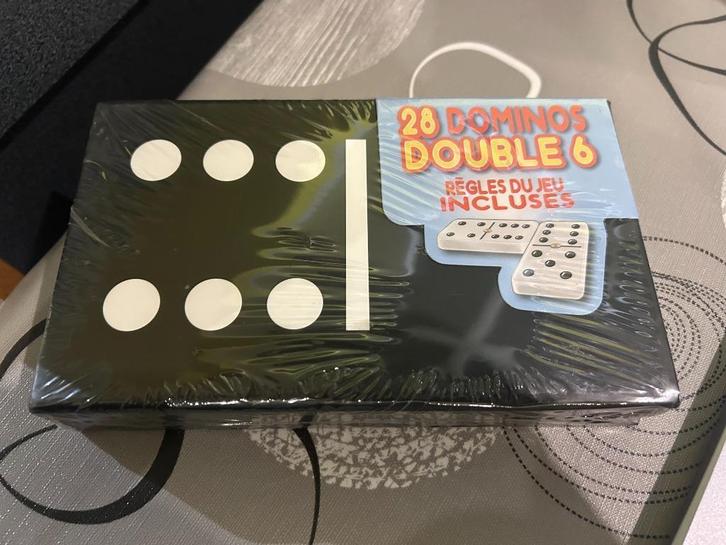 28 DOMINOS
DOUBLE 6
RÈGLES DU JEU
INCLUSES